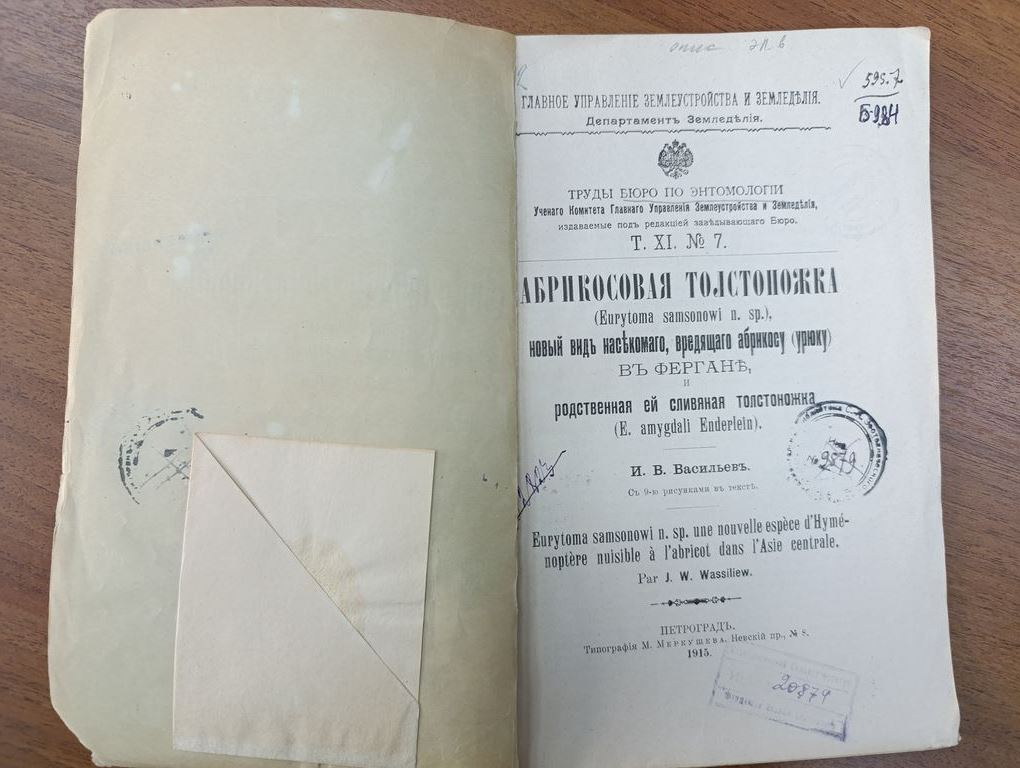 опис
595.7
Б-984
ГЛАВНОЕ УПРАВЛЕНІЕ ЗЕМЛЕУСТРОЙСТВА И ЗЕМЛЕДѢЛІЯ.
Департаментъ Земледѣлія.
ТРУДЫ БЮРО ПО ЭНТОМОЛОГІИ
Ученаго Комитета Главнаго Управленія Землеустройства и Земледѣлія,
издаваемые подъ редакціей завѣдывающаго Бюро.
Т. XI. № 7.
АБРИКОСОВАЯ ТОЛСТОНОЖКА
(Eurytoma samsonowi n. sp.),
новый видъ насѣкомаго, вредящаго абрикосу (урюку)
ВЪ ФЕРГАНѢ,
И
родственная ей сливяная толстоножка
(E. amygdali Enderlein).
И. В. Васильевъ.
Съ 9-ю рисунками въ текстѣ.
Eurytoma samsonowi n. sp. une nouvelle espèce d'Hymé-
noptère nuisible à l'abricot dans l'Asie centrale.
Par J. W. Wassiliew.
ПЕТРОГРАДЪ.
Типографія М. Меркушева. Невскій пр., № 8.
1915.
20874